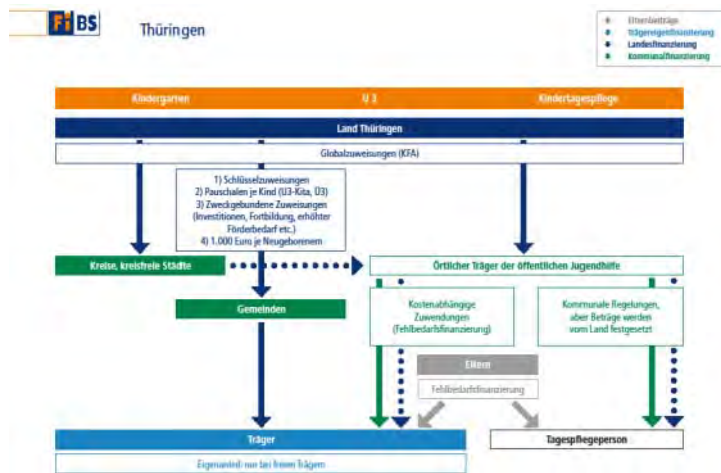 FiBS
Thüringen
Elternbeiträge
Trägereigenfinanzierung
Landesfinanzierung
Kommunalfinanzierung
Kindergarten
U 3
Kindertagespflege
Land Thüringen
Globalzuweisungen (KFA)
1) Schlüsselzuweisungen
2) Pauschalen je Kind (U3-Kita, Ü3)
3) Zweckgebundene Zuweisungen
(Investitionen, Fortbildung, erhöhter
Förderbedarf etc.)
4) 1.000 Euro je Neugeborenem
Kreise, kreisfreie Städte
Örtlicher Träger der öffentlichen Jugendhilfe
Gemeinden
Kostenabhängige
Zuwendungen
(Fehlbedarfsfinanzierung)
Kommunale Regelungen,
aber Beträge werden
vom Land festgesetzt
Eltern
Fehlbedarfsfinanzierung
Träger
Tagespflegeperson
Eigenanteil: nur bei freien Trägern